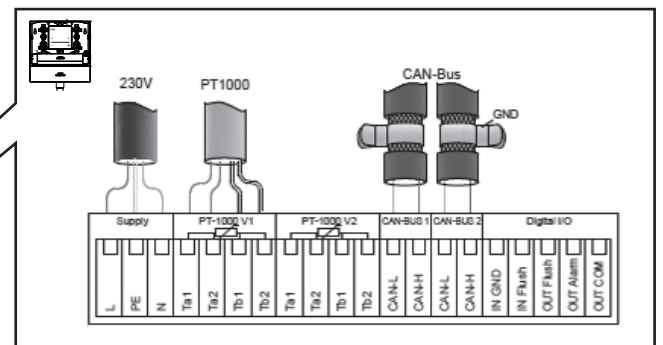 230V PT1000 CAN-Bus
GND
Supply PT-1000 V1 PT-1000 V2 CAN-BUS 1 CAN-BUS 2 Digital I/O
L PE N Ta1 Ta2 Tb1 Tb2 Ta1 Ta2 Tb1 Tb2 CAN-L CAN-H CAN-L CAN-H IN GND IN Flush OUT Flush OUT Alarm OUT COM